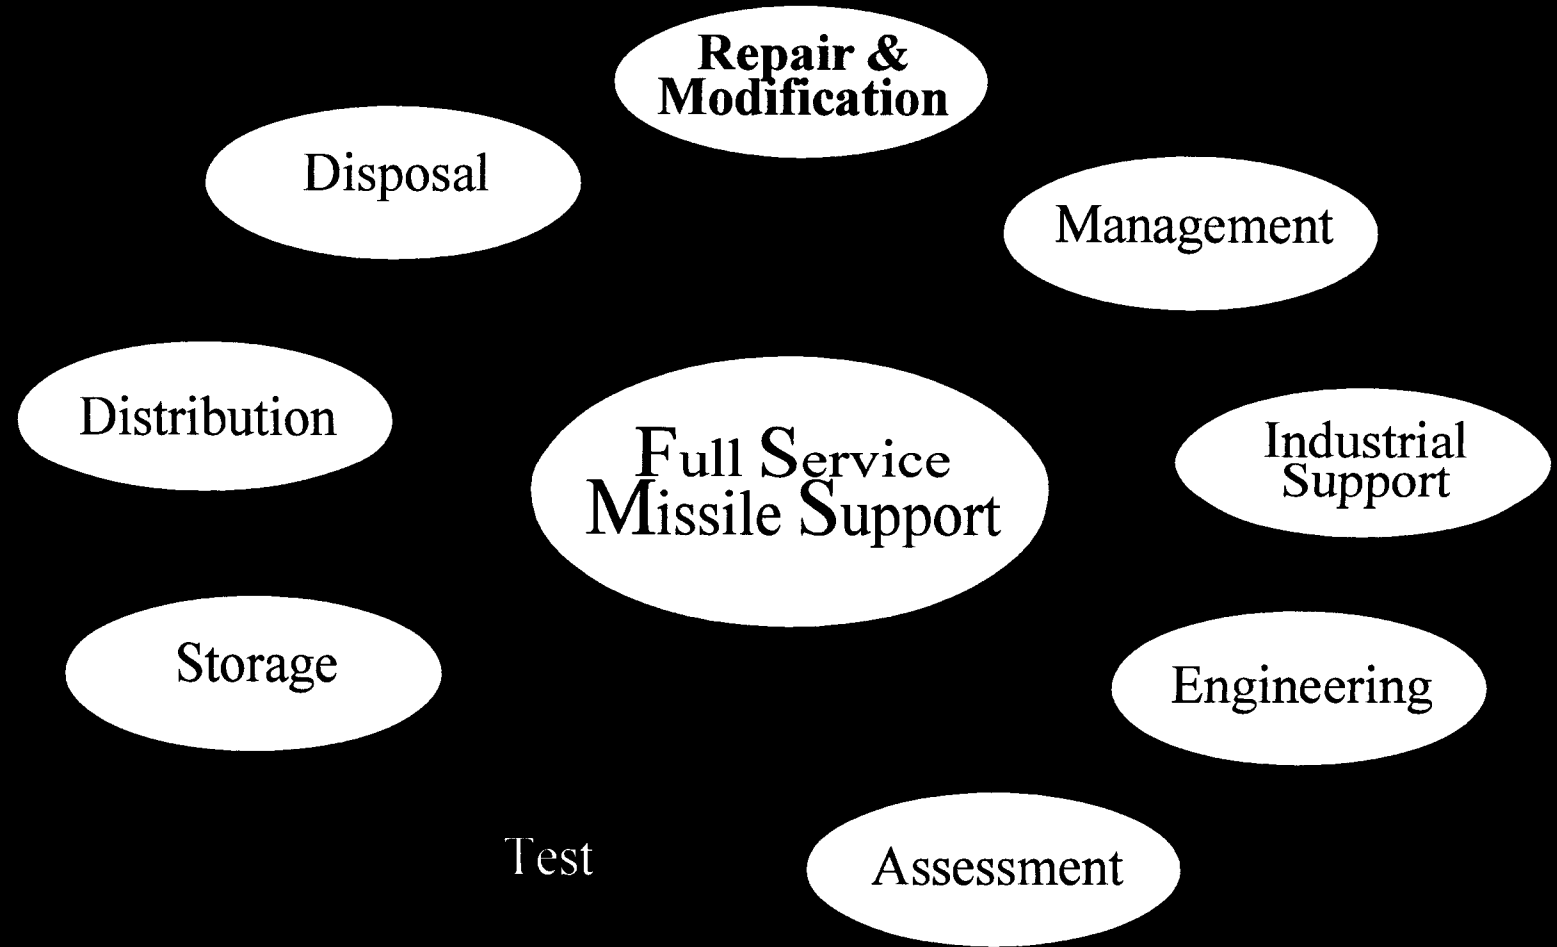 Repair &
Modification
Disposal
Management
Distribution
Full Service
Missile Support
Industrial
Support
Storage
Engineering
Test
Assessment